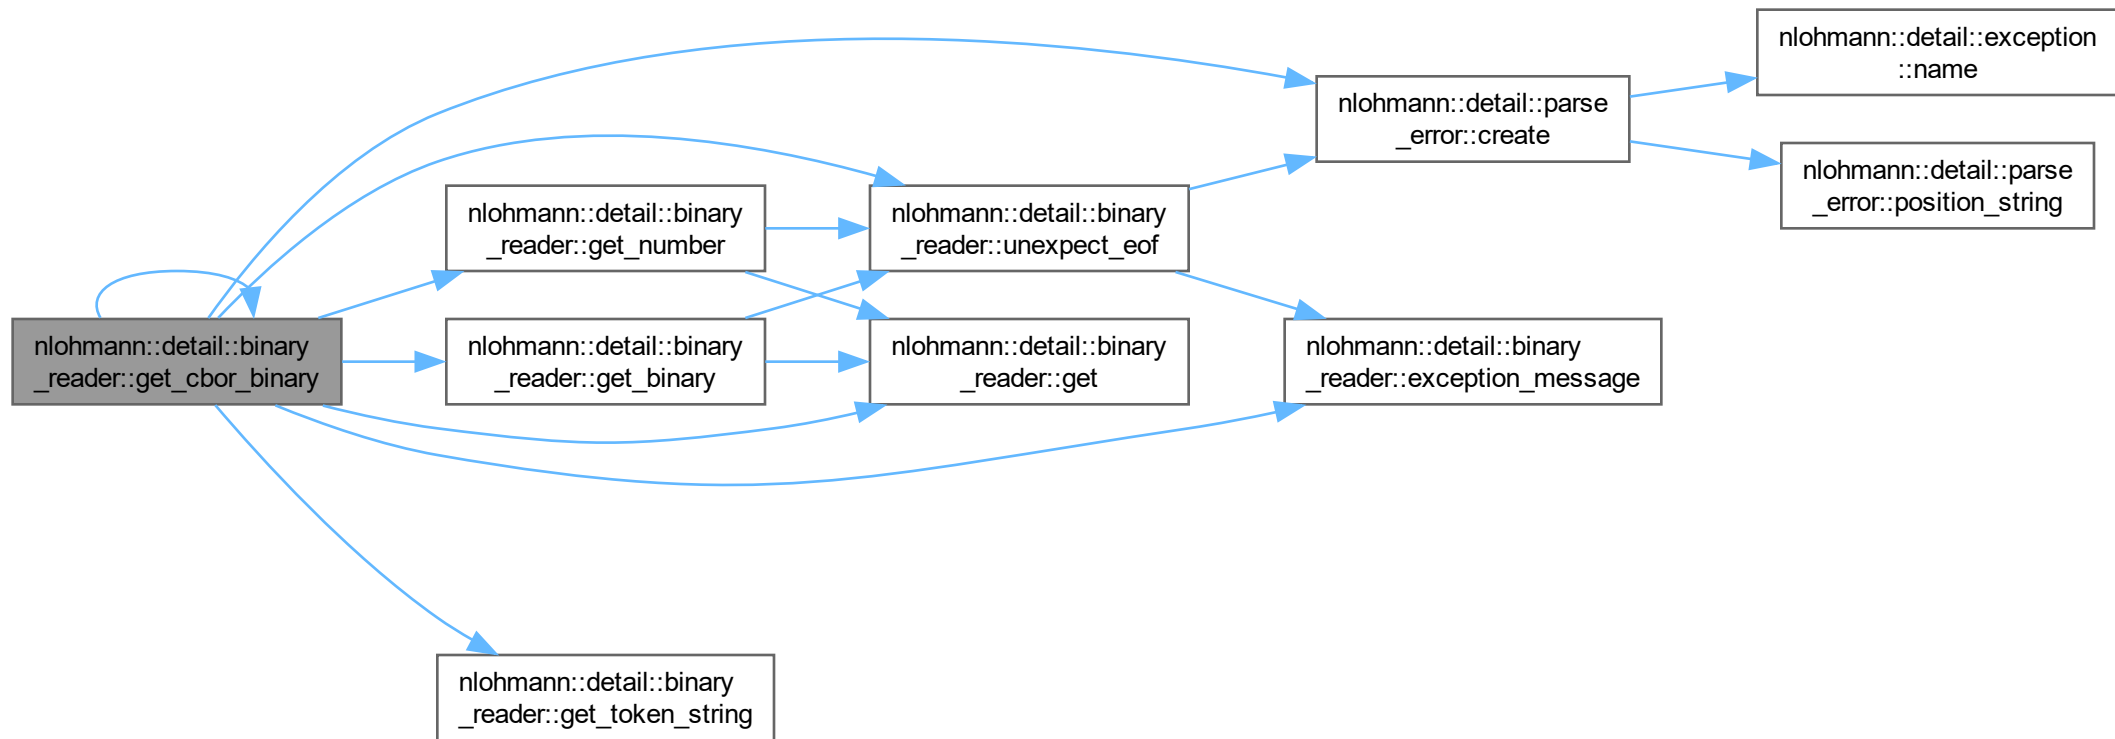 nlohmann::detail::binary
_reader::get_cbor_binary
nlohmann::detail::binary
_reader::get_number
nlohmann::detail::binary
_reader::get_binary
nlohmann::detail::binary
_reader::get_token_string
nlohmann::detail::binary
_reader::unexpect_eof
nlohmann::detail::binary
_reader::get
nlohmann::detail::parse
_error::create
nlohmann::detail::binary
_reader::exception_message
nlohmann::detail::exception
::name
nlohmann::detail::parse
_error::position_string